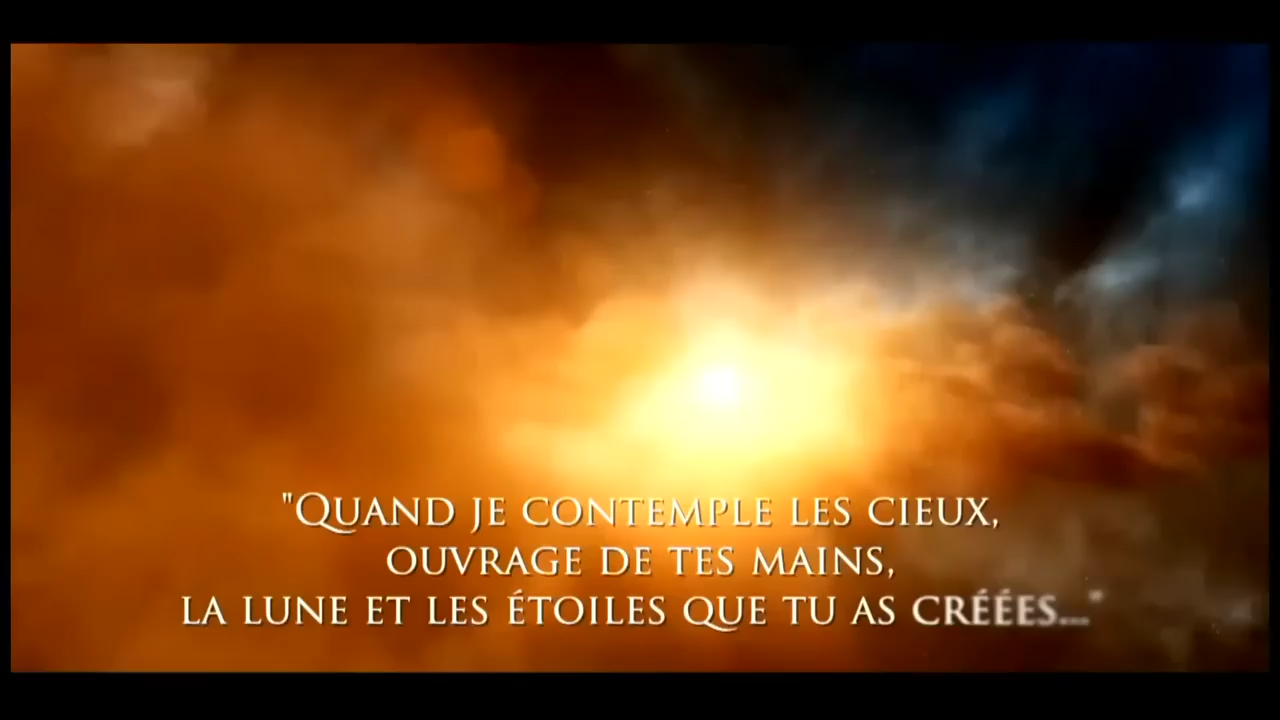 "QUAND JE CONTEMPLE LES CIEUX,
OUVRAGE DE TES MAINS,
LA LUNE ET LES ÉTOILES QUE TU AS CRÉÉES..."